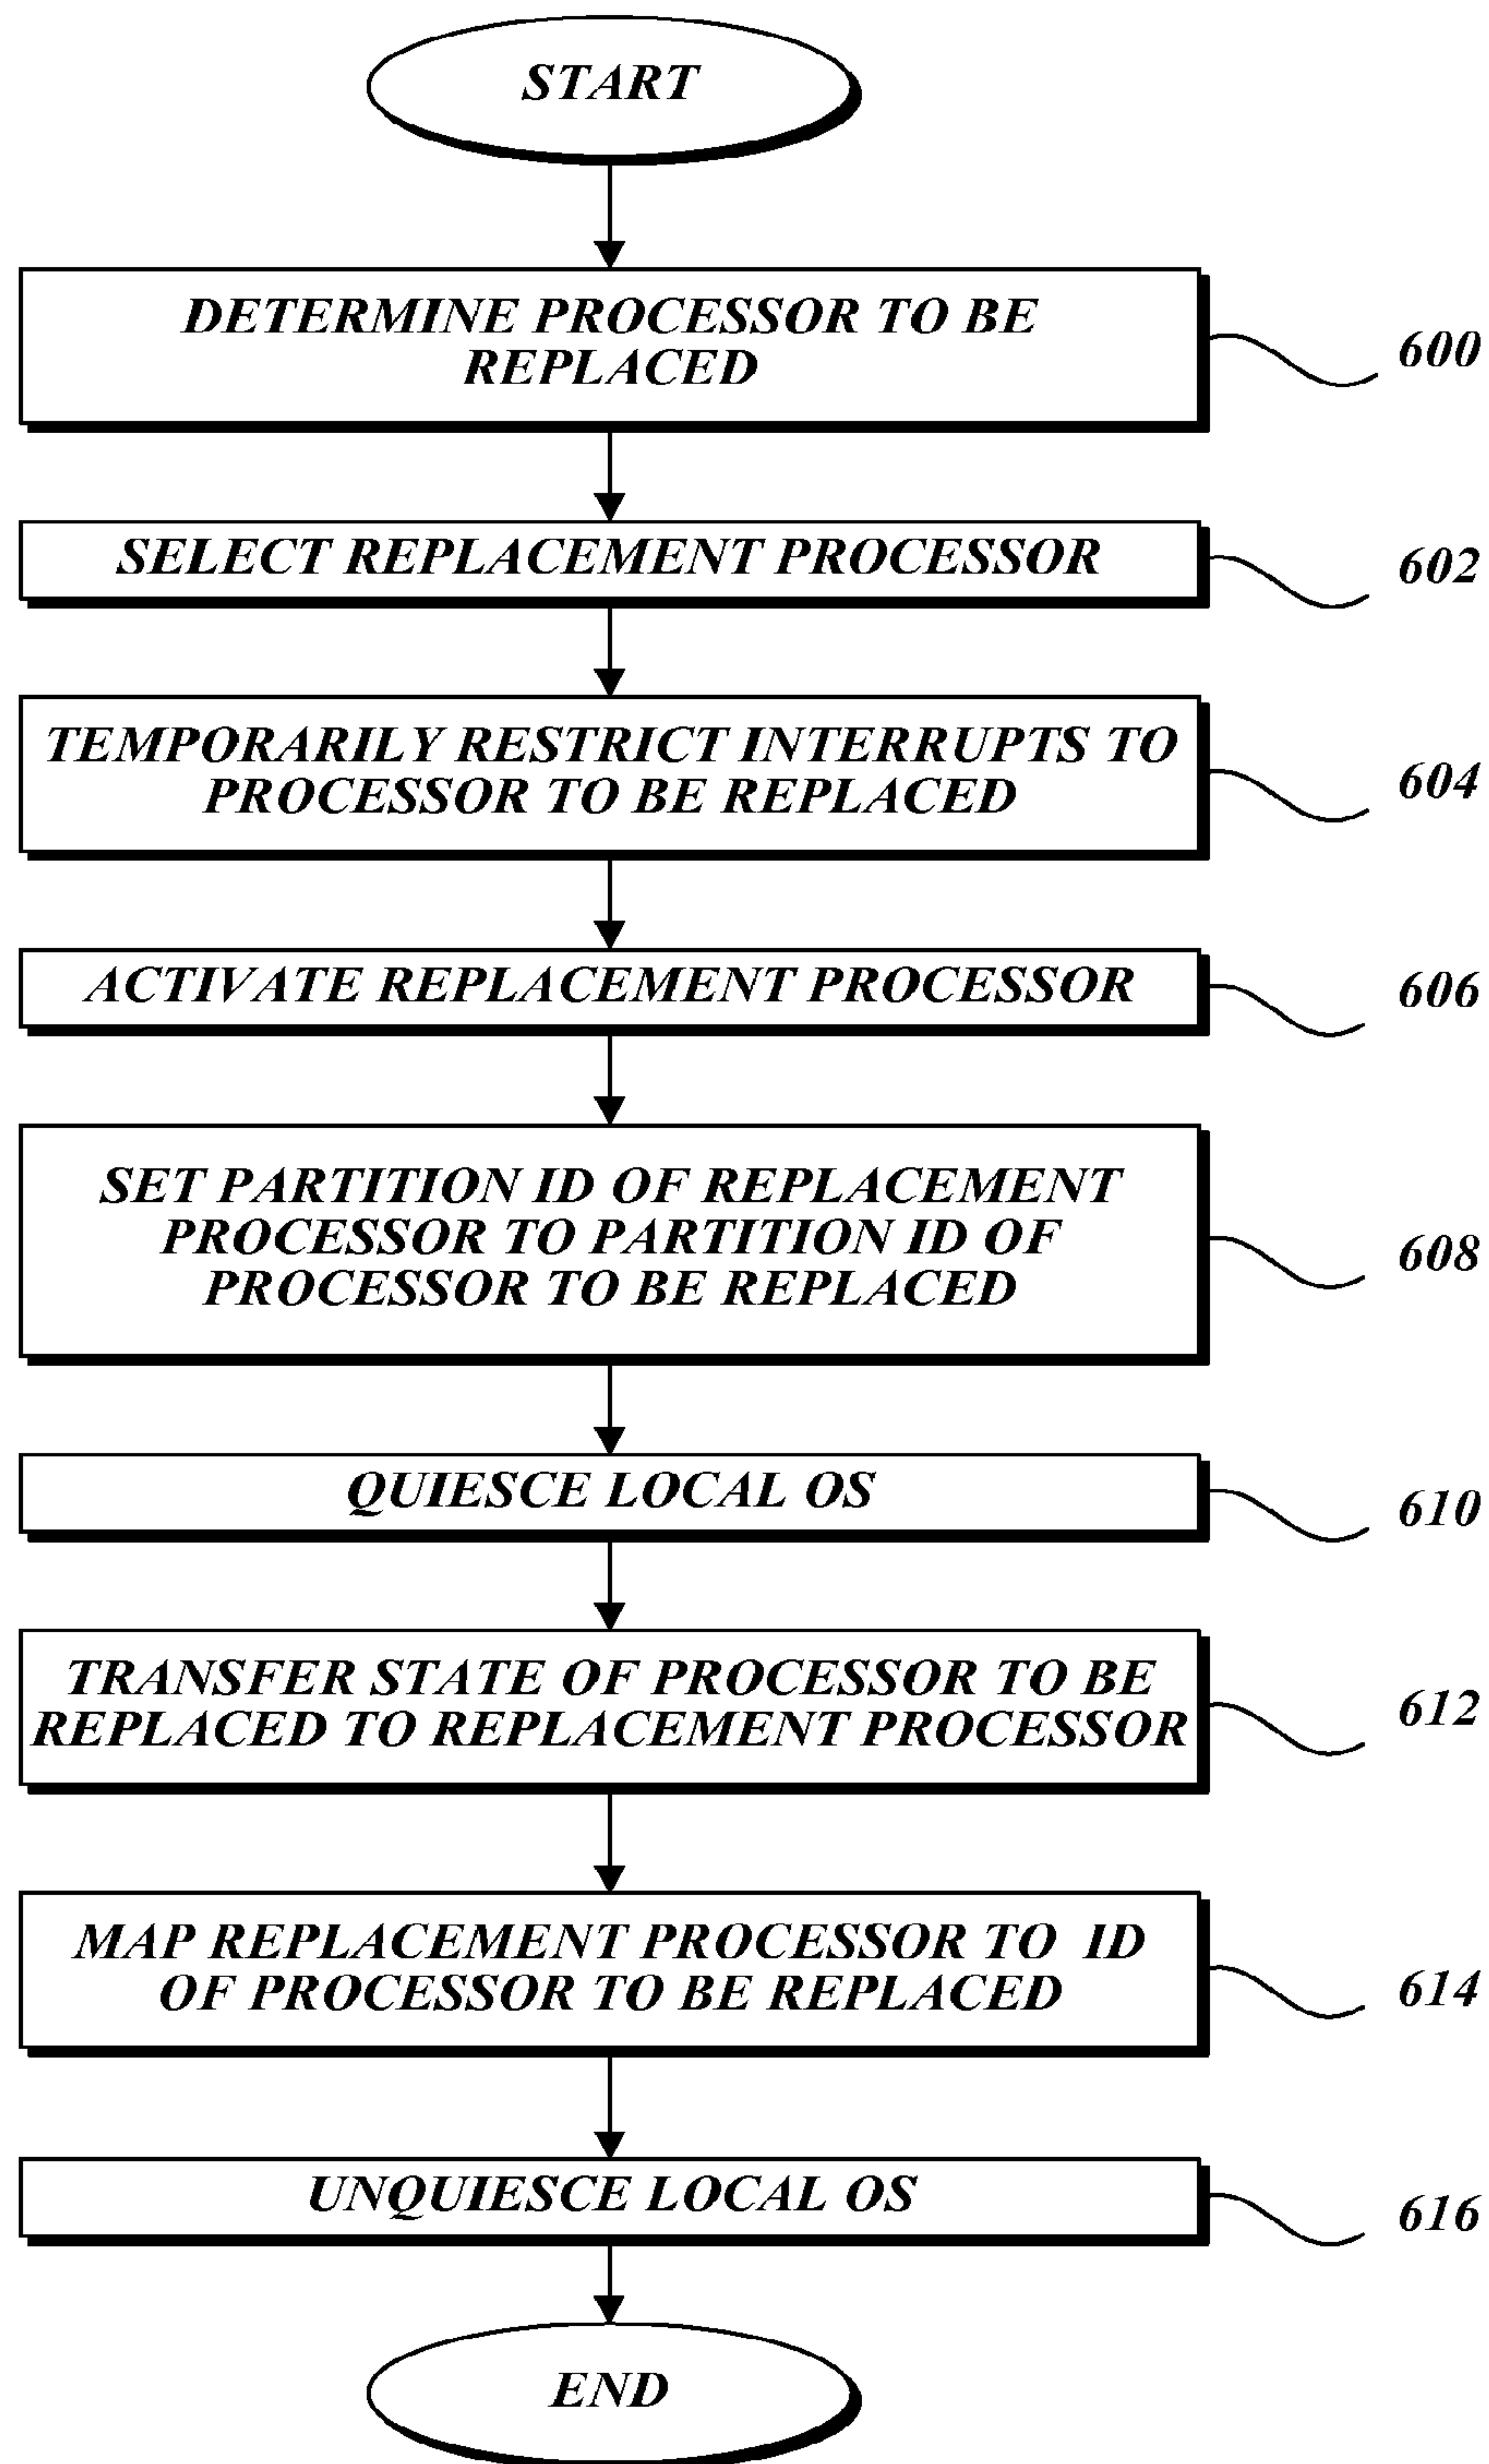 START
DETERMINE PROCESSOR TO BE
REPLACED
600
SELECT REPLACEMENT PROCESSOR
602
TEMPORARILY RESTRICT INTERRUPTS TO
PROCESSOR TO BE REPLACED
604
ACTIVATE REPLACEMENT PROCESSOR
606
SET PARTITION ID OF REPLACEMENT
PROCESSOR TO PARTITION ID OF
PROCESSOR TO BE REPLACED
608
QUIESCE LOCAL OS
610
TRANSFER STATE OF PROCESSOR TO BE
REPLACED TO REPLACEMENT PROCESSOR
612
MAP REPLACEMENT PROCESSOR TO ID
OF PROCESSOR TO BE REPLACED
614
UNQUIESCE LOCAL OS
616
END